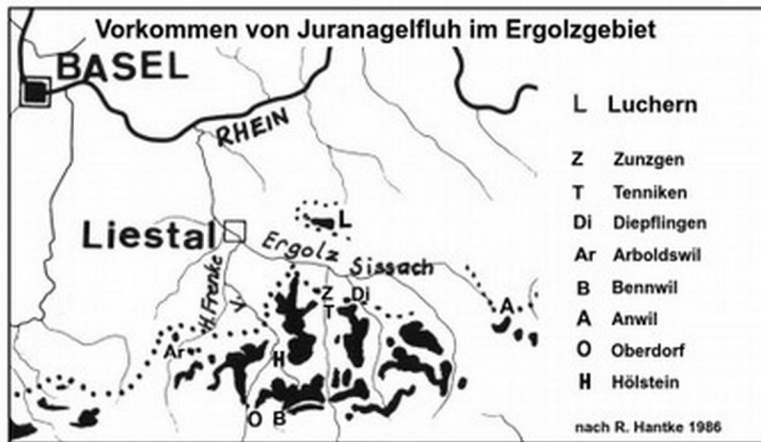 Vorkommen von Juranagelfluh im Ergolzgebiet
BASEL
RHEIN
L Luchern
Z Zunzgen
T Tenniken
Di Diepflingen
Ar Arboldswil
B Bennwil
A Anwil
O Oberdorf
H Hölstein
L
Liestal
Ergolz
Sissach
H. Frenke
V.
Z
Di
T
A
Ar
H
O B
nach R. Hantke 1986